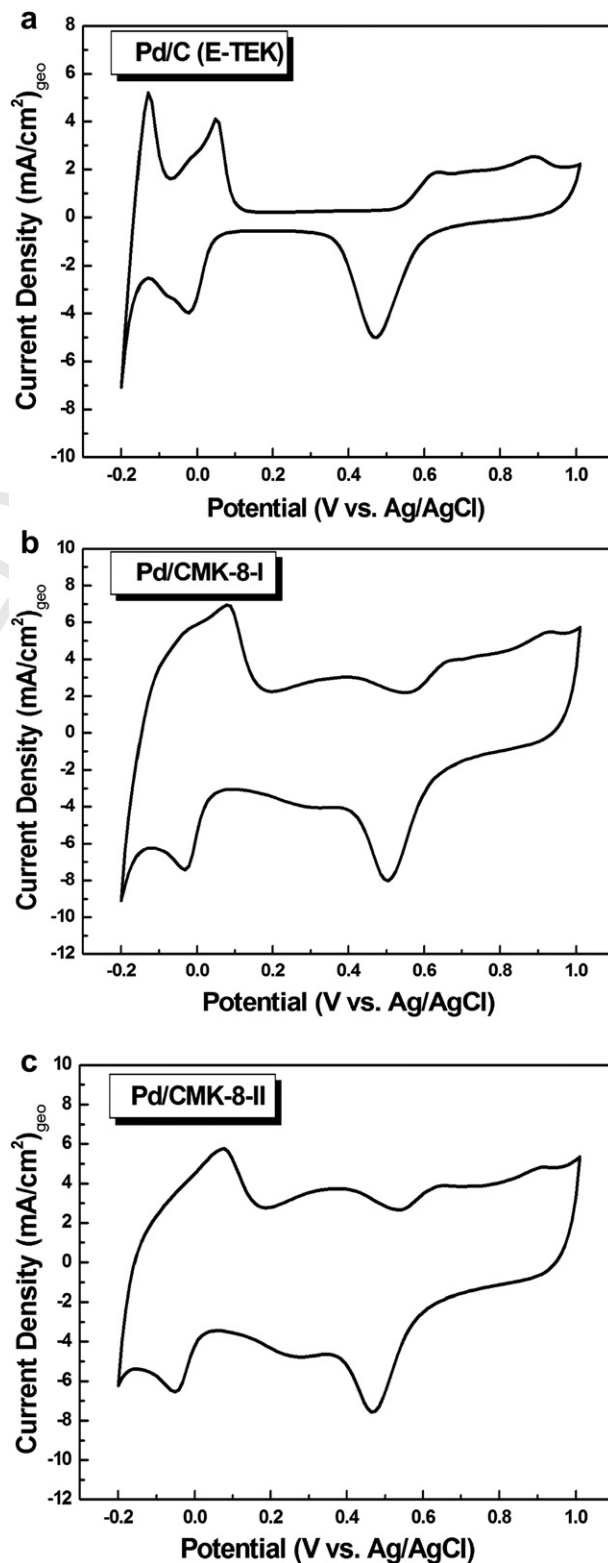 a
Pd/C (E-TEK)
Current Density (mA/cm²)geo
8
6
4
2
0
-2
-4
-6
-8
-10
-0.2 0.0 0.2 0.4 0.6 0.8 1.0
Potential (V vs. Ag/AgCl)
b
Pd/CMK-8-I
Current Density (mA/cm²)geo
10
8
6
4
2
0
-2
-4
-6
-8
-10
-12
-0.2 0.0 0.2 0.4 0.6 0.8 1.0
Potential (V vs. Ag/AgCl)
c
Pd/CMK-8-II
Current Density (mA/cm²)geo
10
8
6
4
2
0
-2
-4
-6
-8
-10
-12
-0.2 0.0 0.2 0.4 0.6 0.8 1.0
Potential (V vs. Ag/AgCl)